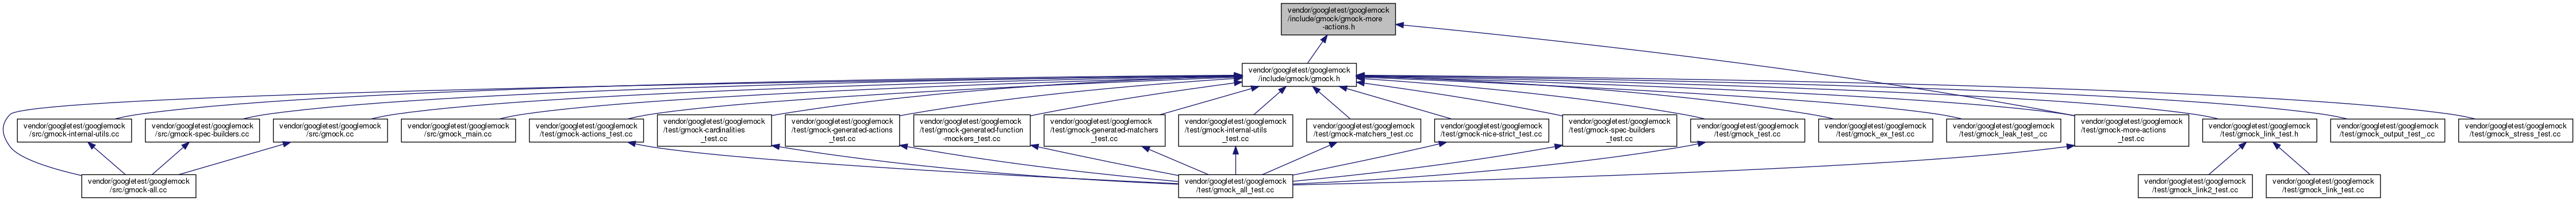 vendor/googletest/googlemock
/include/gmock/gmock-more
-actions.h
vendor/googletest/googlemock
/include/gmock/gmock.h
vendor/googletest/googlemock
/src/gmock-internal-utils.cc
vendor/googletest/googlemock
/src/gmock-spec-builders.cc
vendor/googletest/googlemock
/src/gmock.cc
vendor/googletest/googlemock
/src/gmock_main.cc
vendor/googletest/googlemock
/test/gmock-actions_test.cc
vendor/googletest/googlemock
/test/gmock-cardinalities
_test.cc
vendor/googletest/googlemock
/test/gmock-generated-actions
_test.cc
vendor/googletest/googlemock
/test/gmock-generated-function
-mockers_test.cc
vendor/googletest/googlemock
/test/gmock-generated-matchers
_test.cc
vendor/googletest/googlemock
/test/gmock-internal-utils
_test.cc
vendor/googletest/googlemock
/test/gmock-matchers_test.cc
vendor/googletest/googlemock
/test/gmock-nice-strict_test.cc
vendor/googletest/googlemock
/test/gmock-spec-builders
_test.cc
vendor/googletest/googlemock
/test/gmock_test.cc
vendor/googletest/googlemock
/test/gmock_ex_test.cc
vendor/googletest/googlemock
/test/gmock_leak_test_.cc
vendor/googletest/googlemock
/test/gmock-more-actions
_test.cc
vendor/googletest/googlemock
/test/gmock_link_test.h
vendor/googletest/googlemock
/test/gmock_output_test_.cc
vendor/googletest/googlemock
/test/gmock_stress_test.cc
vendor/googletest/googlemock
/src/gmock-all.cc
vendor/googletest/googlemock
/test/gmock_all_test.cc
vendor/googletest/googlemock
/test/gmock_link2_test.cc
vendor/googletest/googlemock
/test/gmock_link_test.cc